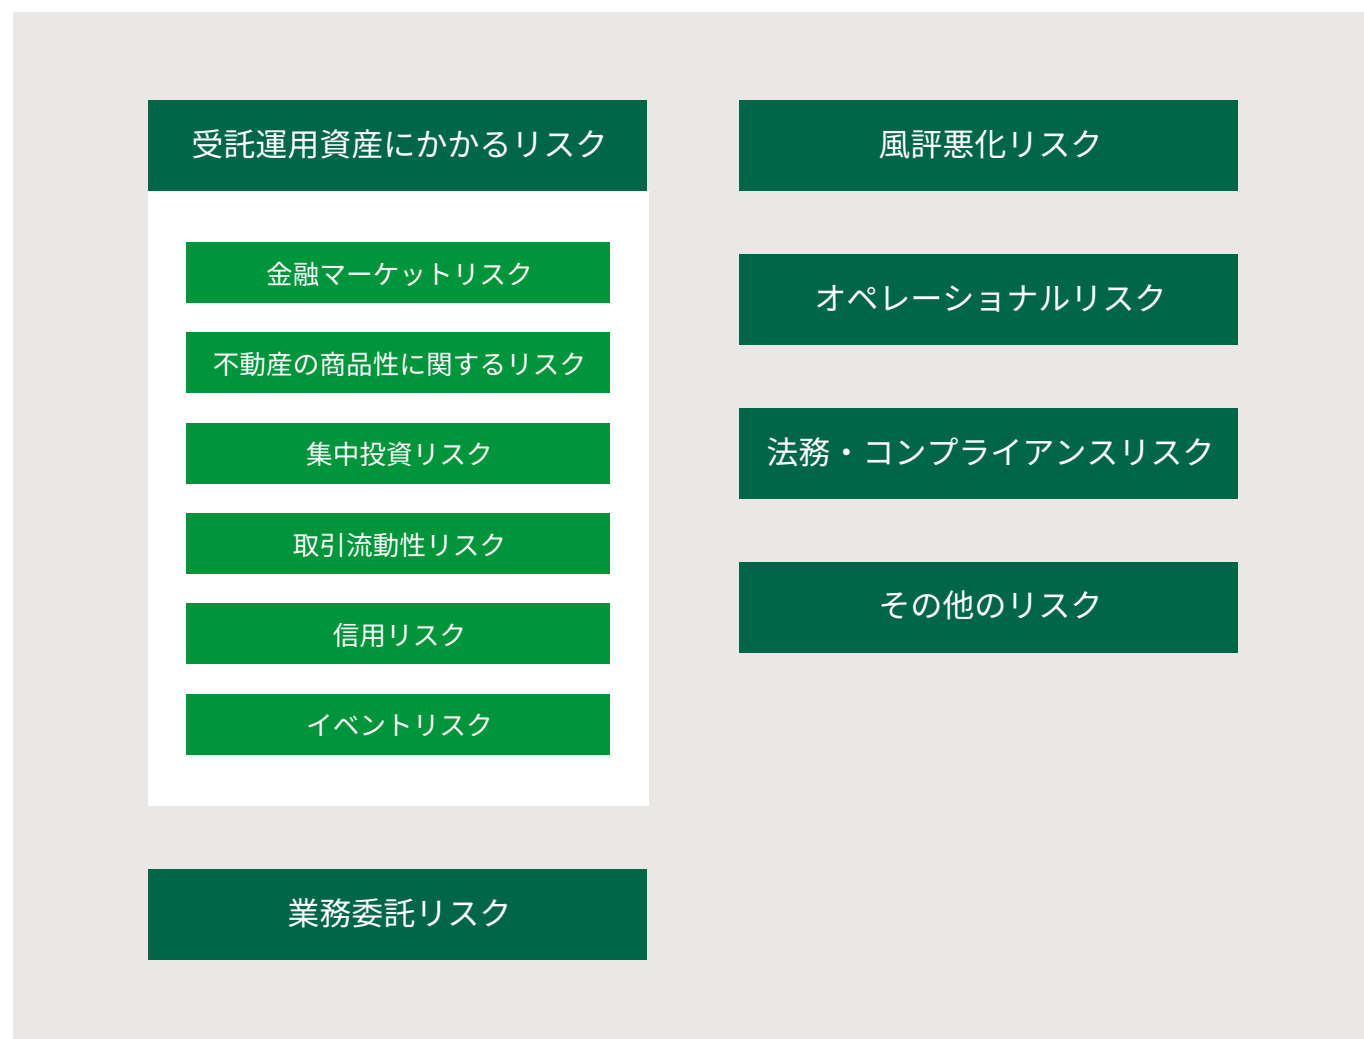 受託運用資産にかかるリスク
金融マーケットリスク
不動産の商品性に関するリスク
集中投資リスク
取引流動性リスク
信用リスク
イベントリスク
業務委託リスク
風評悪化リスク
オペレーショナルリスク
法務・コンプライアンスリスク
その他のリスク